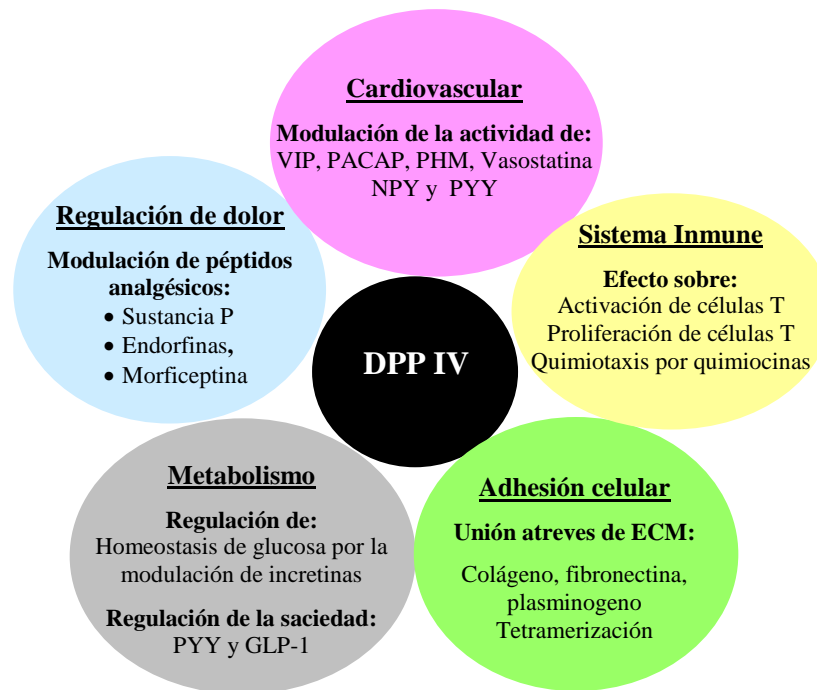 Cardiovascular
Modulación de la actividad de:
VIP, PACAP, PHM, Vasostatina
NPY y PYY
Regulación de dolor
Modulación de péptidos
analgésicos:
• Sustancia P
• Endorfinas,
• Morficeptina
Sistema Inmune
Efecto sobre:
Activación de células T
Proliferación de células T
Quimiotaxis por quimiocinas
DPP IV
Metabolismo
Regulación de:
Homeostasis de glucosa por la
modulación de incretinas
Regulación de la saciedad:
PYY y GLP-1
Adhesión celular
Unión atreves de ECM:
Colágeno, fibronectina,
plasminogeno
Tetramerización